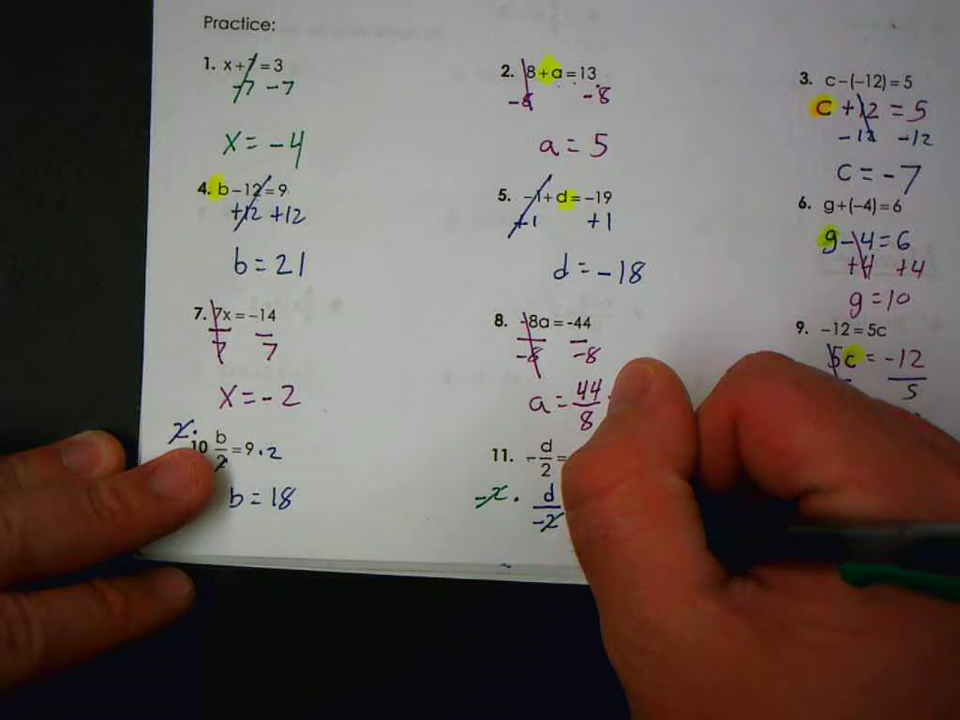 Practice:
1. x+7=3
-7 -7
x = -4
2. 8+a=13
-8 -8
a = 5
3. c-(-12)=5
c +12 = 5
-12 -12
c = -7
4. b-12=9
+12 +12
b = 21
5. -1+d=-19
+1 +1
d = -18
6. g+(-4)=6
g-4=6
+4 +4
g = 10
7. 7x=-14
7 7
x = -2
8. -8a=-44
-8 -8
a = 44
8
9. -12=5c
5c = -12
5
10 b
2 =9 · 2
b = 18
11. - d
2 =
-2 · d
-2